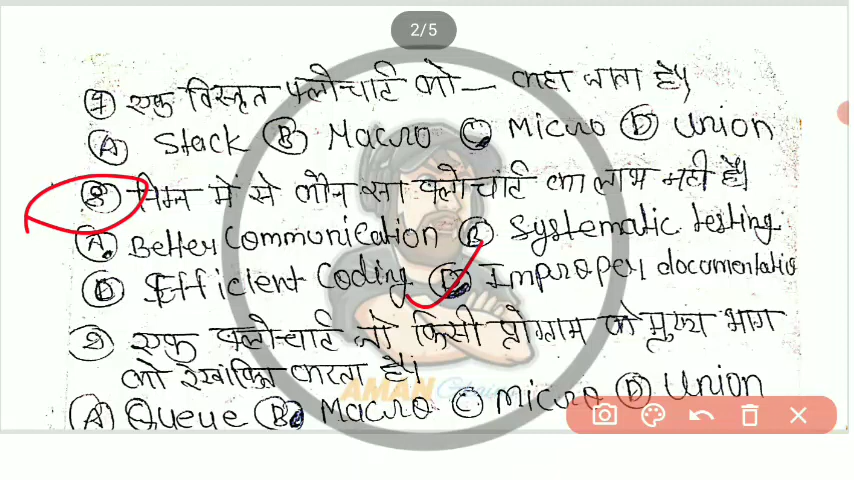 2/5
⑦ एक विस्तृत फ्लोचार्ट को — कहा जाता है।
Ⓐ Stack Ⓑ Macro Ⓒ Micro Ⓓ Union
⑧ निम्न में से कौन सा फ्लोचार्ट का लाभ नही है।
Ⓐ Better Communication Ⓑ Systematic testing
Ⓒ Efficient Coding Ⓓ Improper documentatio
⑨ एक फ्लोचार्ट जो किसी प्रोग्राम के मुख्य भाग
को रेखांकित करता है।
AMAN
Ⓐ Queue Ⓑ Macro Ⓒ Micro Ⓓ Union